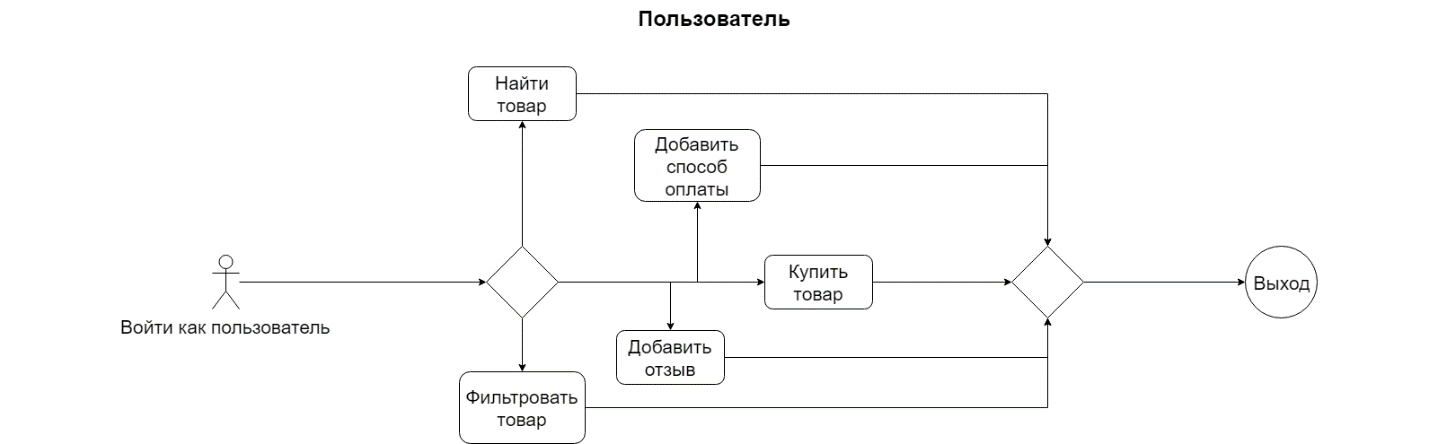 Пользователь
Найти
товар
Добавить
способ
оплаты
Купить
товар
Выход
Войти как пользователь
Добавить
отзыв
Фильтровать
товар